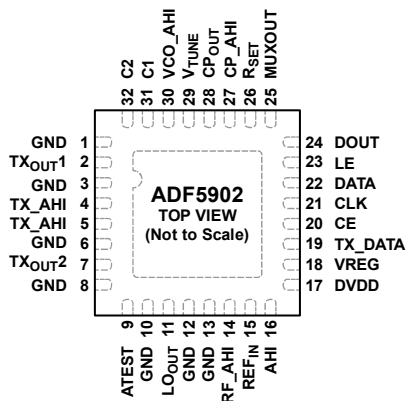 32 C2
31 C1
30 VCO_AHI
29 VTUNE
28 CPOUT
27 CP_AHI
26 RSET
25 MUXOUT
GND 1
TXOUT1 2
GND 3
TX_AHI 4
TX_AHI 5
GND 6
TXOUT2 7
GND 8
ADF5902
TOP VIEW
(Not to Scale)
24 DOUT
23 LE
22 DATA
21 CLK
20 CE
19 TX_DATA
18 VREG
17 DVDD
ATEST 9
GND 10
LOOUT 11
GND 12
GND 13
RF_AHI 14
REFIN 15
AHI 16